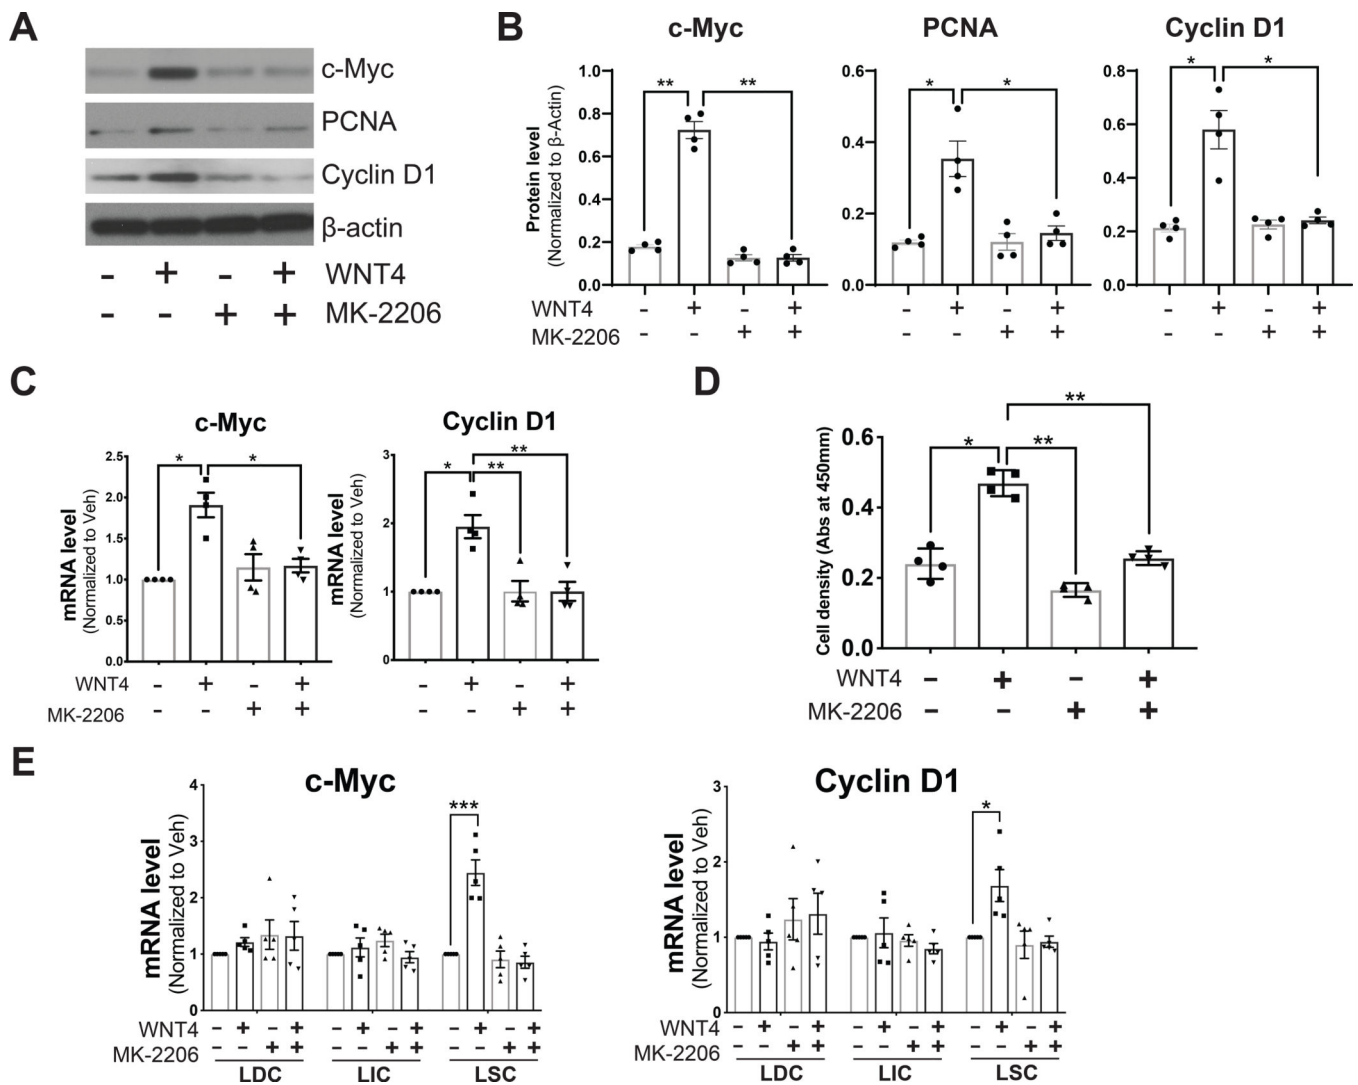 A
c-Myc
PCNA
Cyclin D1
β-actin
- + - + WNT4
- - + + MK-2206
B
c-Myc PCNA Cyclin D1
Protein level
(Normalized to β-Actin)
1.0
0.8
0.6
0.4
0.2
0.0
** **
0.6
0.4
0.2
0.0
* *
0.8
0.6
0.4
0.2
0.0
* *
WNT4 - + - + - + - + - + - +
MK-2206 - - + + - - + + - - + +
C
c-Myc
mRNA level
(Normalized to Veh)
2.5
2.0
1.5
1.0
0.5
0.0
* *
Cyclin D1
mRNA level
(Normalized to Veh)
3
2
1
0
* ** **
WNT4 - + - + - + - +
MK-2206 - - + + - - + +
D
Cell density (Abs at 450mm)
0.6
0.4
0.2
0.0
* ** **
WNT4 - + - +
MK-2206 - - + +
E
c-Myc
mRNA level
(Normalized to Veh)
4
3
2
1
0
***
WNT4 - + - + - + - + - + - +
MK-2206 - - + + - - + + - - + +
LDC LIC LSC
Cyclin D1
mRNA level
(Normalized to Veh)
3
2
1
0
*
WNT4 - + - + - + - + - + - +
MK-2206 - - + + - - + + - - + +
LDC LIC LSC